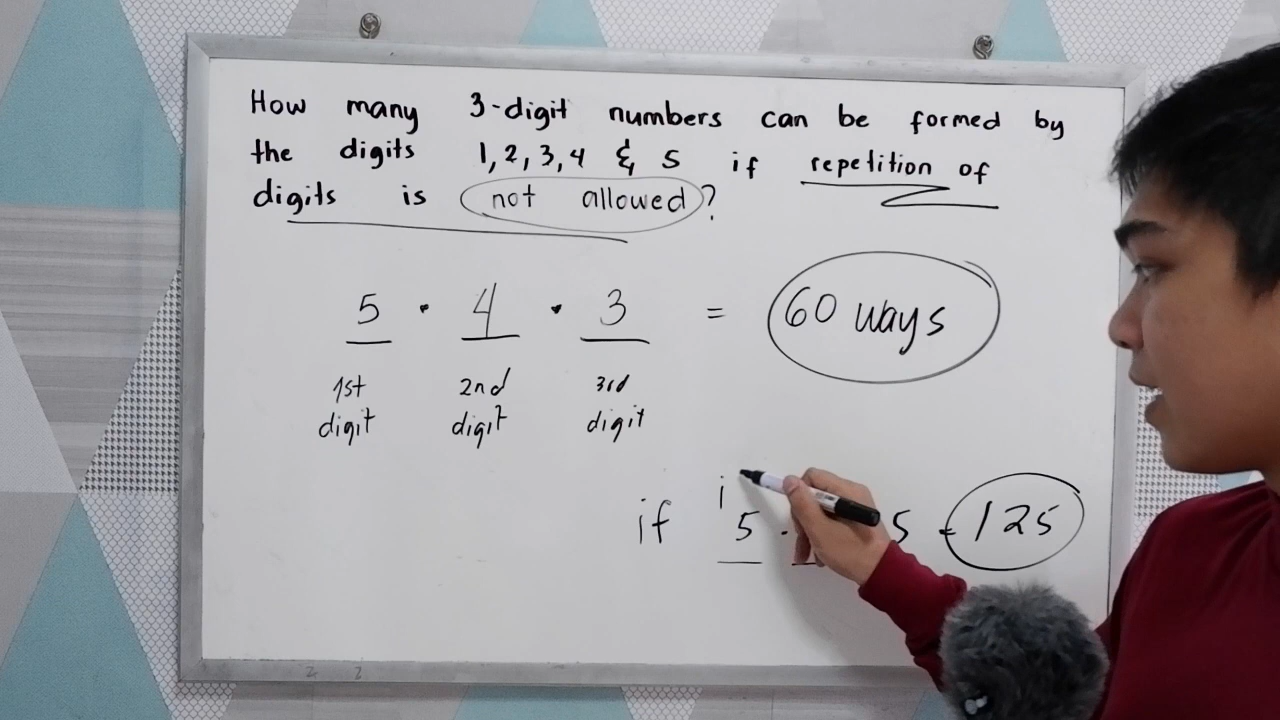 How many 3-digit numbers can be formed by
the digits 1, 2, 3, 4 & 5 if repetition of
digits is not allowed?
5 · 4 · 3 = 60 ways
1st 2nd 3rd
digit digit digit
i
if 5 · 5 = 125